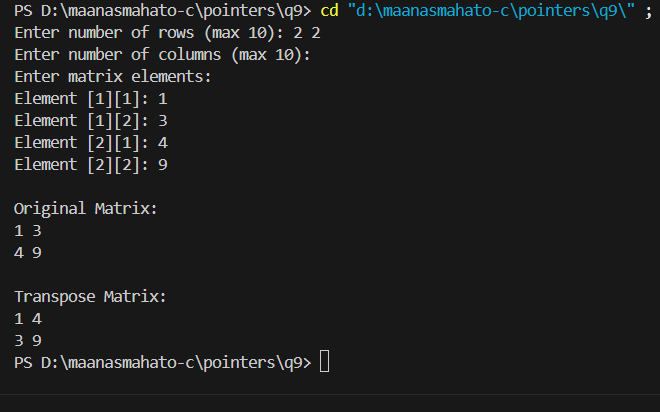 PS D:\maanasmahato-c\pointers\q9> cd "d:\maanasmahato-c\pointers\q9\" ;
Enter number of rows (max 10): 2 2
Enter number of columns (max 10):
Enter matrix elements:
Element [1][1]: 1
Element [1][2]: 3
Element [2][1]: 4
Element [2][2]: 9
Original Matrix:
1 3
4 9
Transpose Matrix:
1 4
3 9
PS D:\maanasmahato-c\pointers\q9>